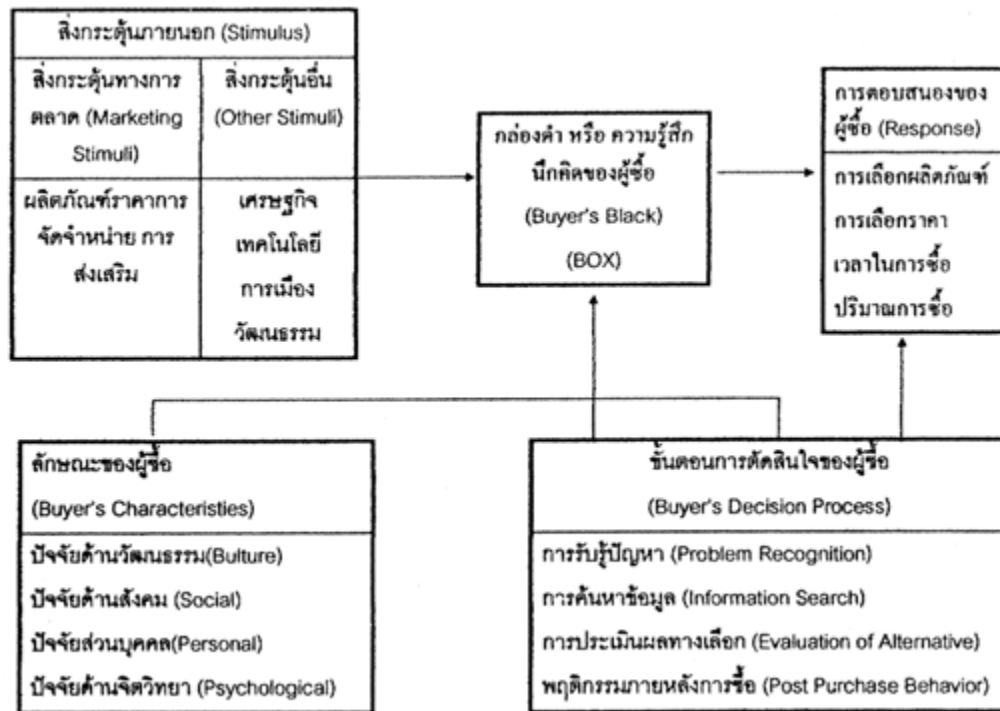 สิ่งกระตุ้นภายนอก (Stimulus)
สิ่งกระตุ้นทางการ
ตลาด (Marketing
Stimuli)
สิ่งกระตุ้นอื่น
(Other Stimuli)
ผลิตภัณฑ์ราคาการ
จัดจำหน่าย การ
ส่งเสริม
เศรษฐกิจ
เทคโนโลยี
การเมือง
วัฒนธรรม
กล่องดำ หรือ ความรู้สึก
นึกคิดของผู้ซื้อ
(Buyer's Black)
(BOX)
การตอบสนองของ
ผู้ซื้อ (Response)
การเลือกผลิตภัณฑ์
การเลือกราคา
เวลาในการซื้อ
ปริมาณการซื้อ
ลักษณะของผู้ซื้อ
(Buyer's Characteristies)
ปัจจัยด้านวัฒนธรรม(Bulture)
ปัจจัยด้านสังคม (Social)
ปัจจัยส่วนบุคคล(Personal)
ปัจจัยด้านจิตวิทยา (Psychological)
ขั้นตอนการตัดสินใจของผู้ซื้อ
(Buyer's Decision Process)
การรับรู้ปัญหา (Problem Recognition)
การค้นหาข้อมูล (Information Search)
การประเมินผลทางเลือก (Evaluation of Alternative)
พฤติกรรมภายหลังการซื้อ (Post Purchase Behavior)